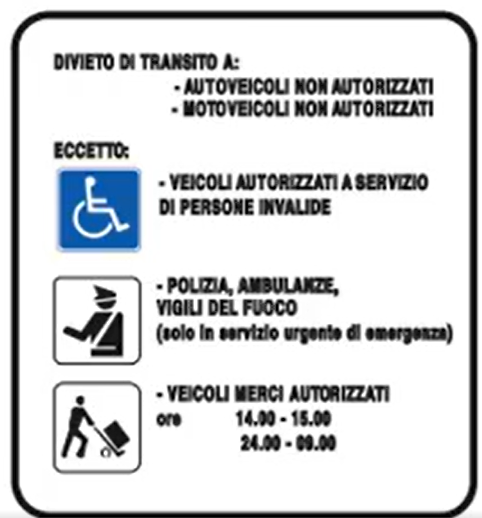 DIVIETO DI TRANSITO A:
- AUTOVEICOLI NON AUTORIZZATI
- MOTOVEICOLI NON AUTORIZZATI
ECCETTO:
- VEICOLI AUTORIZZATI A SERVIZIO
DI PERSONE INVALIDE
- POLIZIA, AMBULANZE,
VIGILI DEL FUOCO
(solo in servizio urgente di emergenza)
- VEICOLI MERCI AUTORIZZATI
ore 14.00 - 15.00
24.00 - 09.00